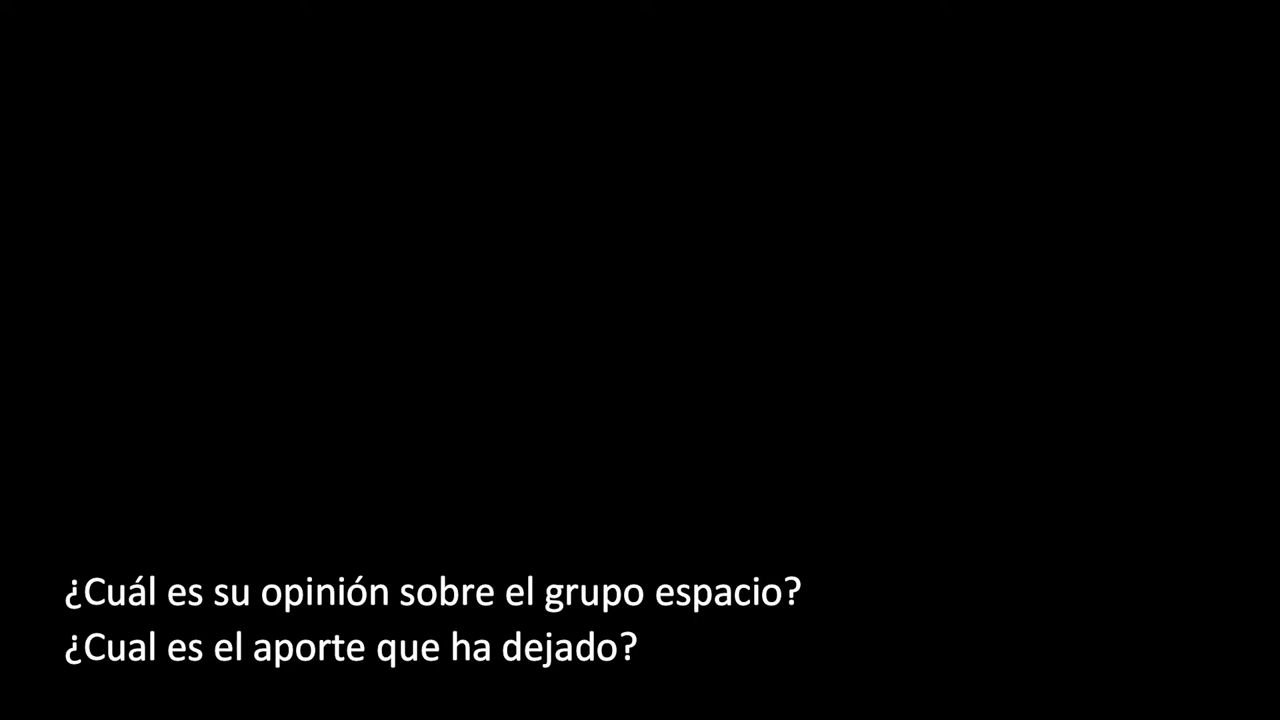 ¿Cuál es su opinión sobre el grupo espacio?
¿Cual es el aporte que ha dejado?